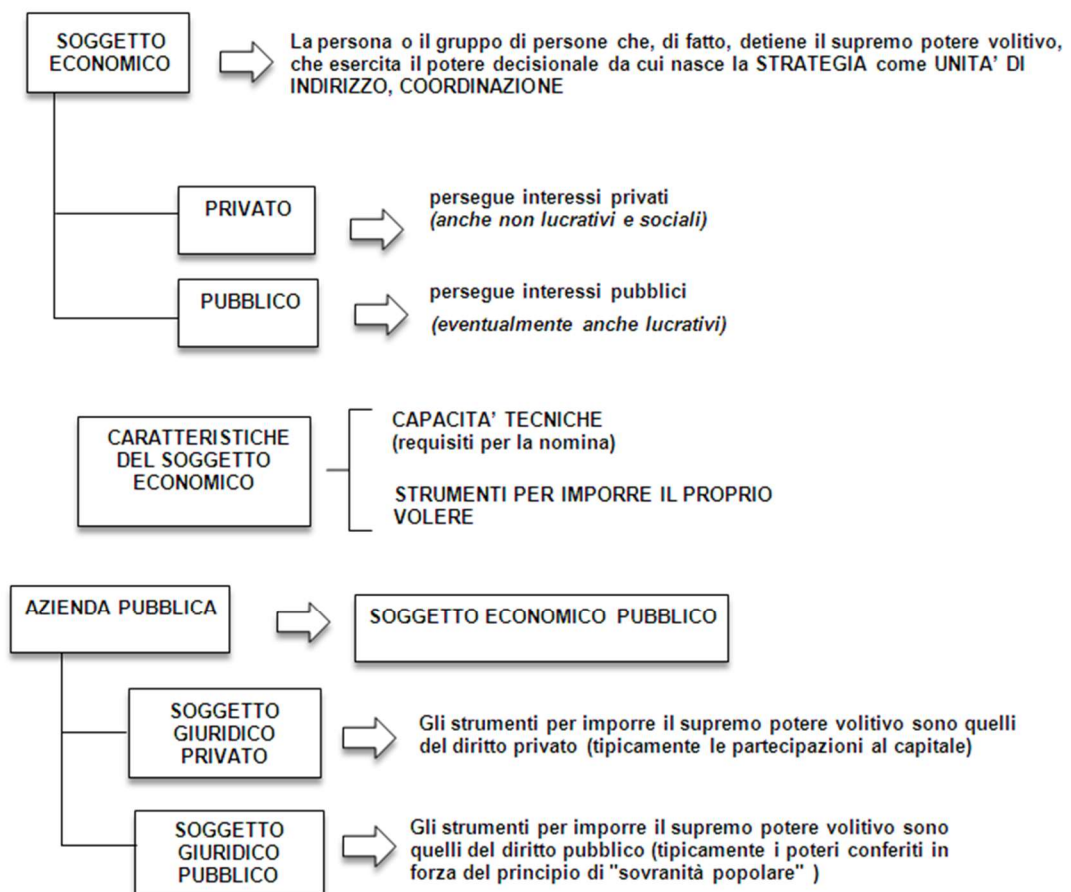 SOGGETTO
ECONOMICO
La persona o il gruppo di persone che, di fatto, detiene il supremo potere volitivo,
che esercita il potere decisionale da cui nasce la STRATEGIA come UNITA' DI
INDIRIZZO, COORDINAZIONE
PRIVATO
persegue interessi privati
(anche non lucrativi e sociali)
PUBBLICO
persegue interessi pubblici
(eventualmente anche lucrativi)
CARATTERISTICHE
DEL SOGGETTO
ECONOMICO
CAPACITA' TECNICHE
(requisiti per la nomina)
STRUMENTI PER IMPORRE IL PROPRIO
VOLERE
AZIENDA PUBBLICA
SOGGETTO ECONOMICO PUBBLICO
SOGGETTO
GIURIDICO
PRIVATO
Gli strumenti per imporre il supremo potere volitivo sono quelli
del diritto privato (tipicamente le partecipazioni al capitale)
SOGGETTO
GIURIDICO
PUBBLICO
Gli strumenti per imporre il supremo potere volitivo sono
quelli del diritto pubblico (tipicamente i poteri conferiti in
forza del principio di "sovranità popolare" )